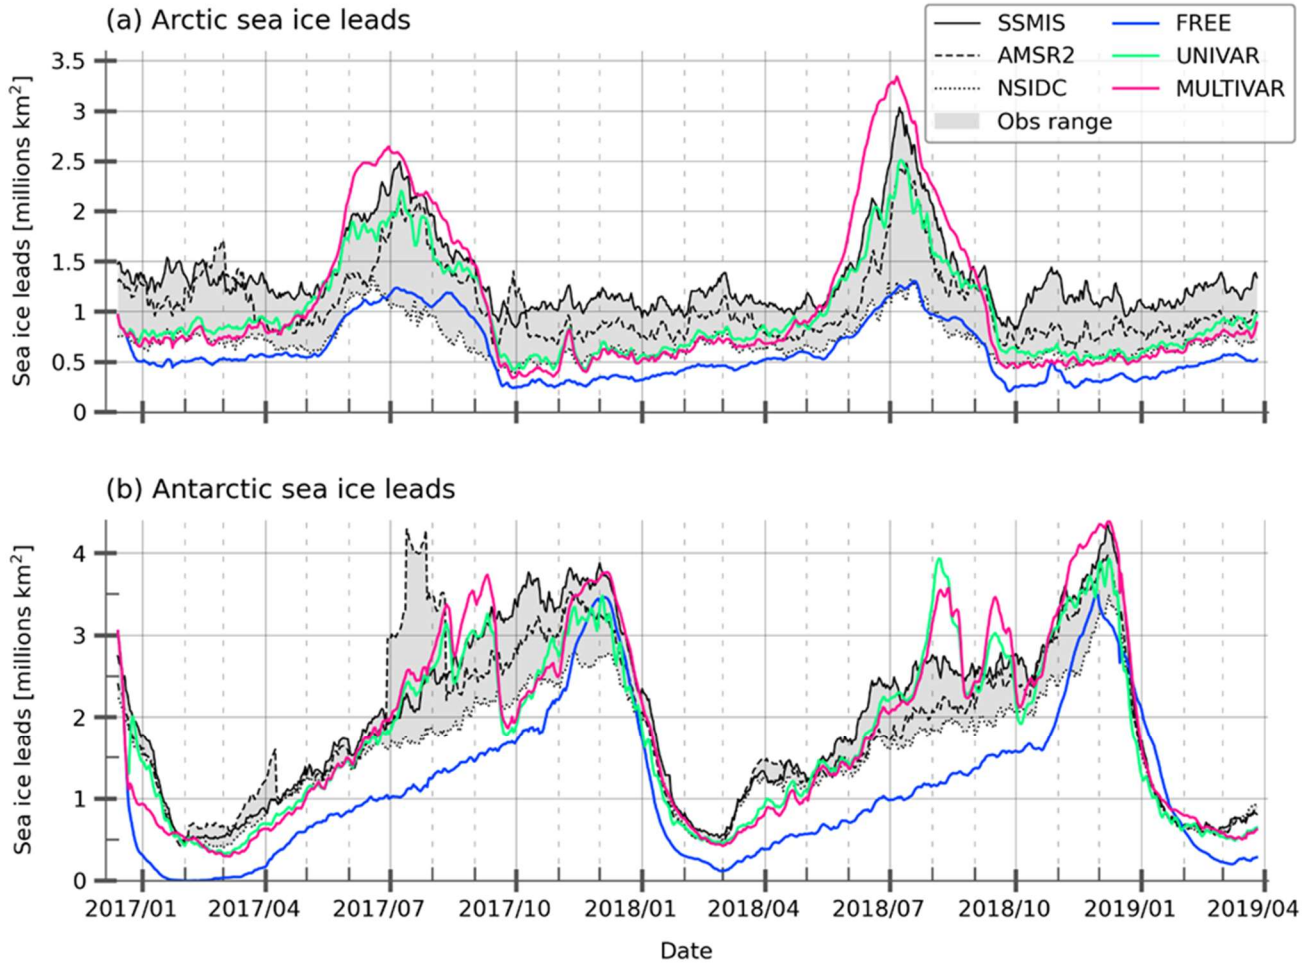 (a) Arctic sea ice leads
SSMIS
AMSR2
NSIDC
Obs range
FREE
UNIVAR
MULTIVAR
Sea ice leads [millions km²]
3.5
3
2.5
2
1.5
1
0.5
0
(b) Antarctic sea ice leads
Sea ice leads [millions km²]
4
3
2
1
0
2017/01 2017/04 2017/07 2017/10 2018/01 2018/04 2018/07 2018/10 2019/01 2019/04
Date